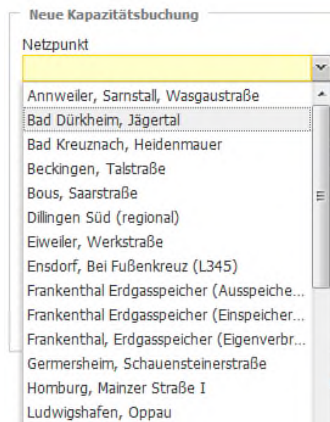 Neue Kapazitätsbuchung
Netzpunkt
Annweiler, Sarnstall, Wasgaustraße
Bad Dürkheim, Jägertal
Bad Kreuznach, Heidenmauer
Beckingen, Talstraße
Bous, Saarstraße
Dillingen Süd (regional)
Eiweiler, Werkstraße
Ensdorf, Bei Fußenkreuz (L345)
Frankenthal Erdgasspeicher (Ausspeiche...
Frankenthal Erdgasspeicher (Einspeicher...
Frankenthal, Erdgasspeicher (Eigenverbr...
Germersheim, Schauensteinerstraße
Homburg, Mainzer Straße I
Ludwigshafen, Oppau